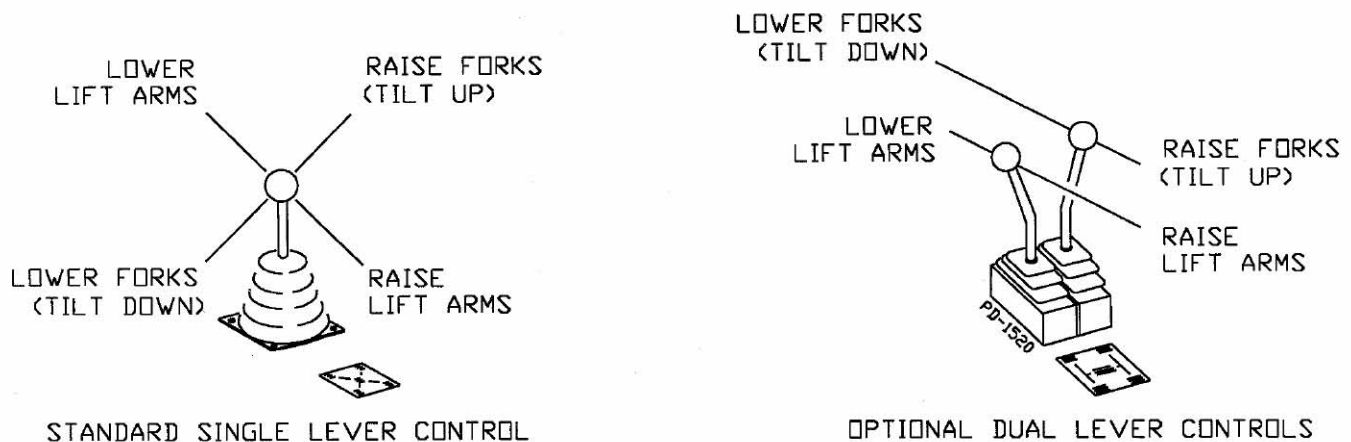 LOWER
LIFT ARMS
RAISE FORKS
(TILT UP)
LOWER FORKS
(TILT DOWN)
RAISE
LIFT ARMS
STANDARD SINGLE LEVER CONTROL
LOWER FORKS
(TILT DOWN)
LOWER
LIFT ARMS
RAISE FORKS
(TILT UP)
RAISE
LIFT ARMS
PD-1520
OPTIONAL DUAL LEVER CONTROLS